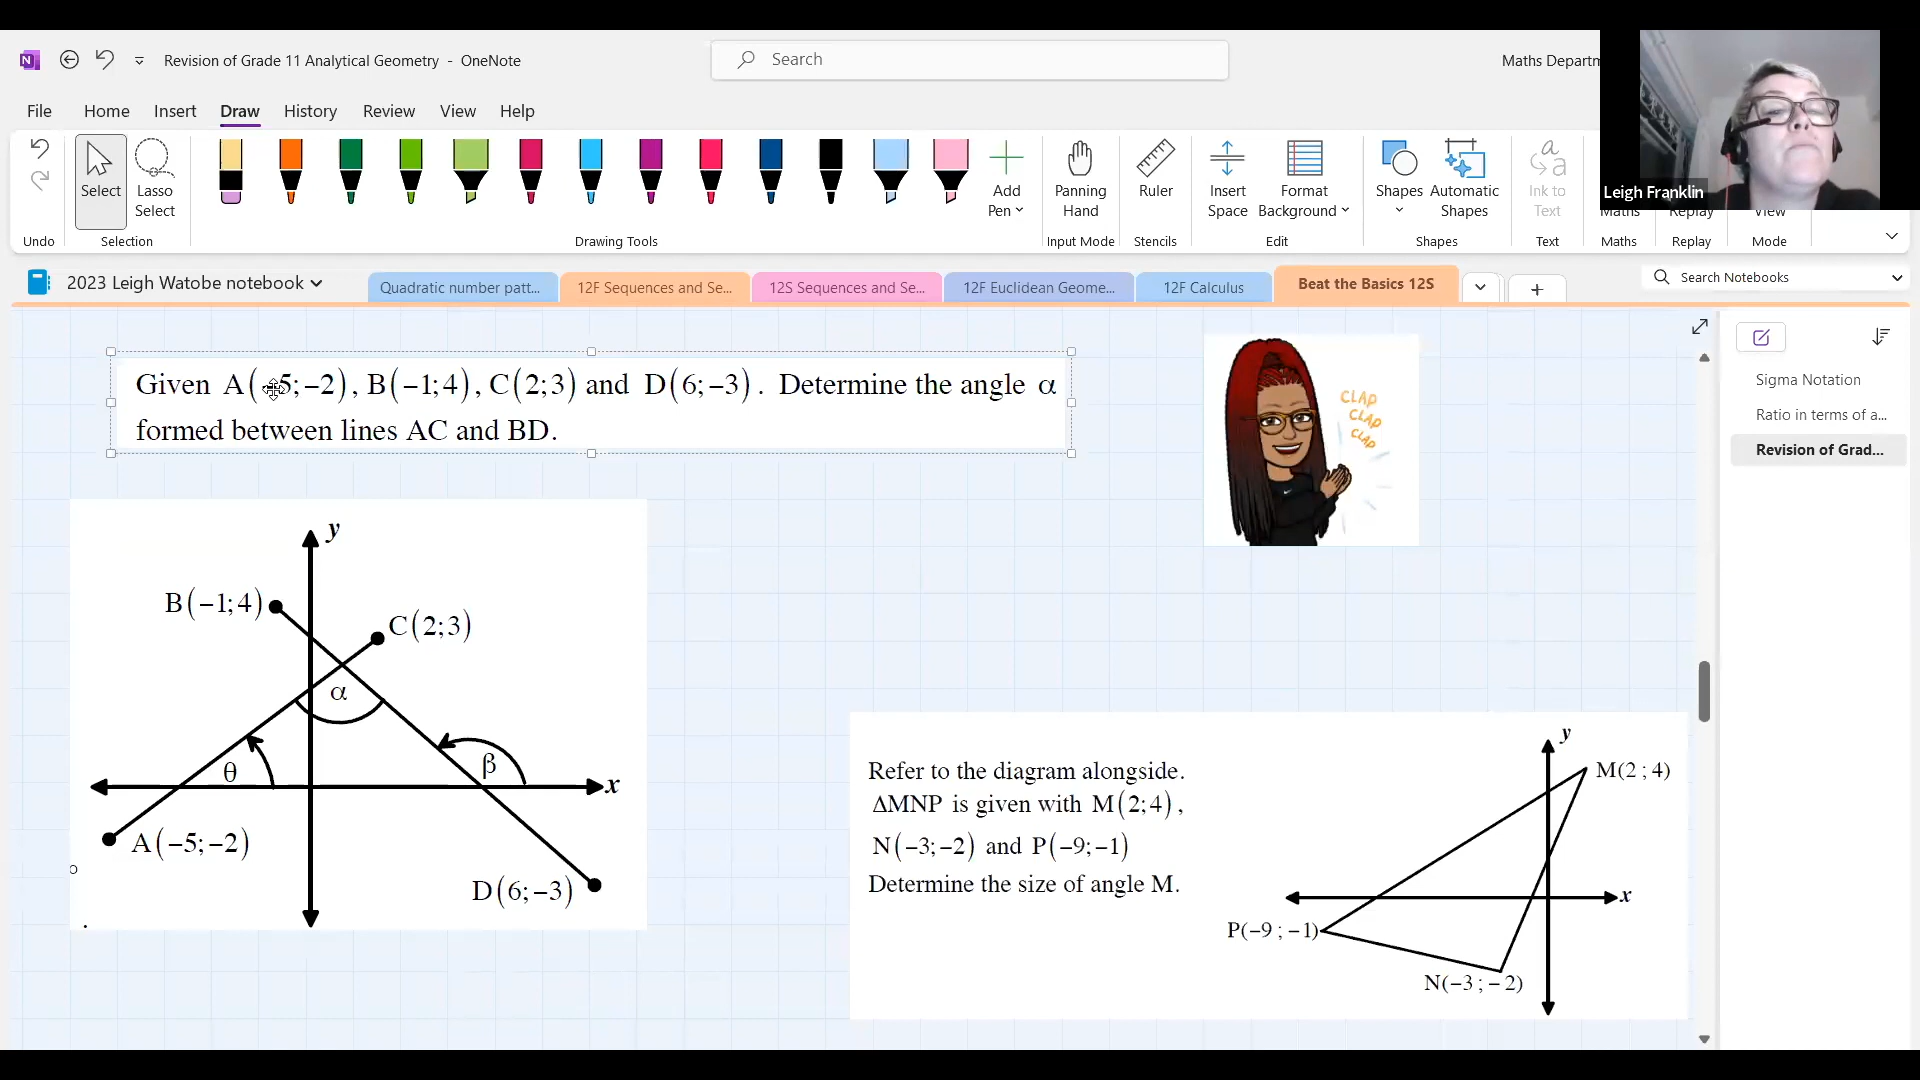 Revision of Grade 11 Analytical Geometry - OneNote
Search
Maths Departm
File Home Insert Draw History Review View Help
Select
Lasso Select
Add Pen
Panning Hand
Ruler
Insert Space
Format Background
Shapes
Automatic Shapes
Ink to Text
Maths
Replay
View
Leigh Franklin
Undo Selection Drawing Tools Input Mode Stencils Edit Shapes Text Maths Replay Mode
2023 Leigh Watobe notebook
Quadratic number patt...
12F Sequences and Se...
12S Sequences and Se...
12F Euclidean Geome...
12F Calculus
Beat the Basics 12S
Search Notebooks
Sigma Notation
Ratio in terms of a...
Revision of Grad...
Given A(−5;−2), B(−1;4), C(2;3) and D(6;−3). Determine the angle α
formed between lines AC and BD.
CLAP
CLAP
CLAP
y
B(−1;4)
C(2;3)
α
θ
β
x
A(−5;−2)
D(6;−3)
Refer to the diagram alongside.
ΔMNP is given with M(2;4),
N(−3;−2) and P(−9;−1)
Determine the size of angle M.
y
M(2 ; 4)
x
P(−9 ; −1)
N(−3 ; − 2)